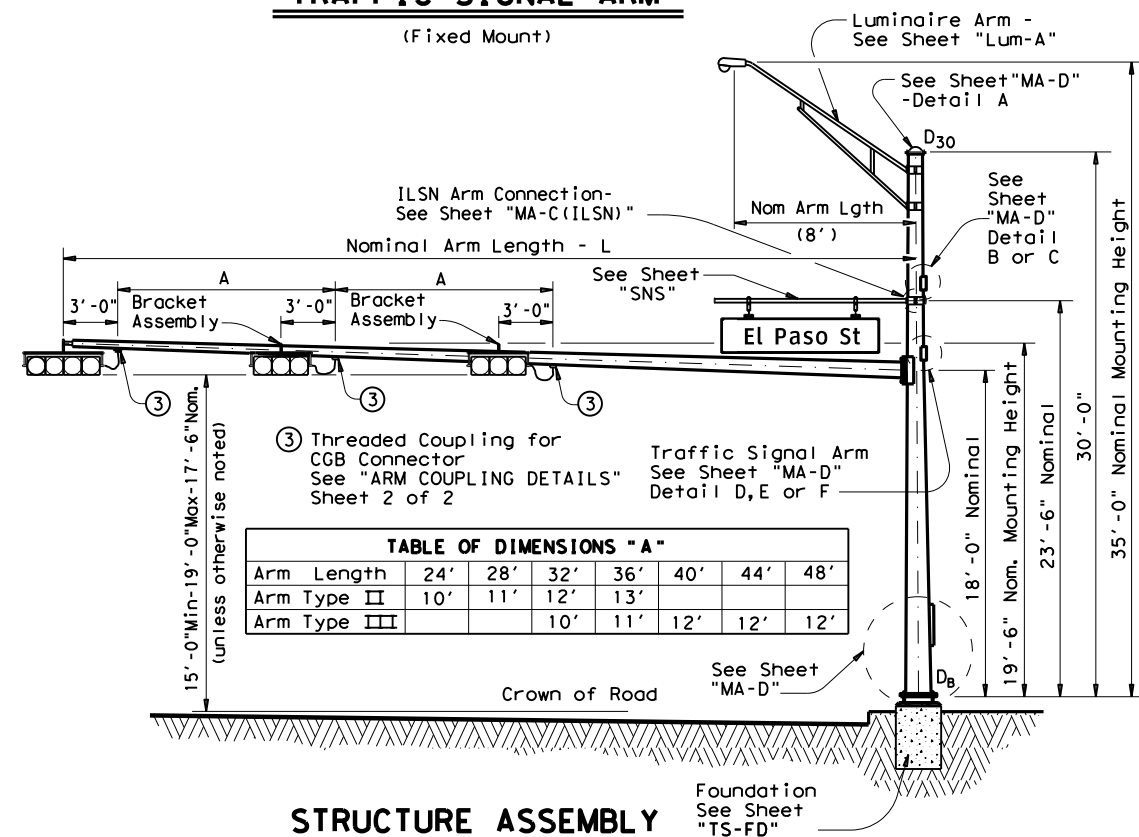 TRAFFIC SIGNAL ARM
(Fixed Mount)
Luminaire Arm -
See Sheet "Lum-A"
See Sheet"MA-D"
-Detail A
D30
ILSN Arm Connection-
See Sheet "MA-C(ILSN)"
Nom Arm Lgth
(8')
See
Sheet
"MA-D"
Detail
B or C
Nominal Arm Length - L
A
A
See Sheet
"SNS"
3'-0"
Bracket
Assembly
3'-0"
Bracket
Assembly
3'-0"
El Paso St
3
3
3
3 Threaded Coupling for
CGB Connector
See "ARM COUPLING DETAILS"
Sheet 2 of 2
Traffic Signal Arm
See Sheet "MA-D"
Detail D,E or F
15'-0"Min-19'-0"Max-17'-6"Nom.
(unless otherwise noted)
18'-0" Nominal
19'-6" Nom. Mounting Height
23'-6" Nominal
30'-0"
35'-0" Nominal Mounting Height
TABLE OF DIMENSIONS "A"
Arm Length 24' 28' 32' 36' 40' 44' 48'
Arm Type II 10' 11' 12' 13'
Arm Type III 10' 11' 12' 12' 12'
See Sheet
"MA-D"
DB
Crown of Road
Foundation
See Sheet
"TS-FD"
STRUCTURE ASSEMBLY